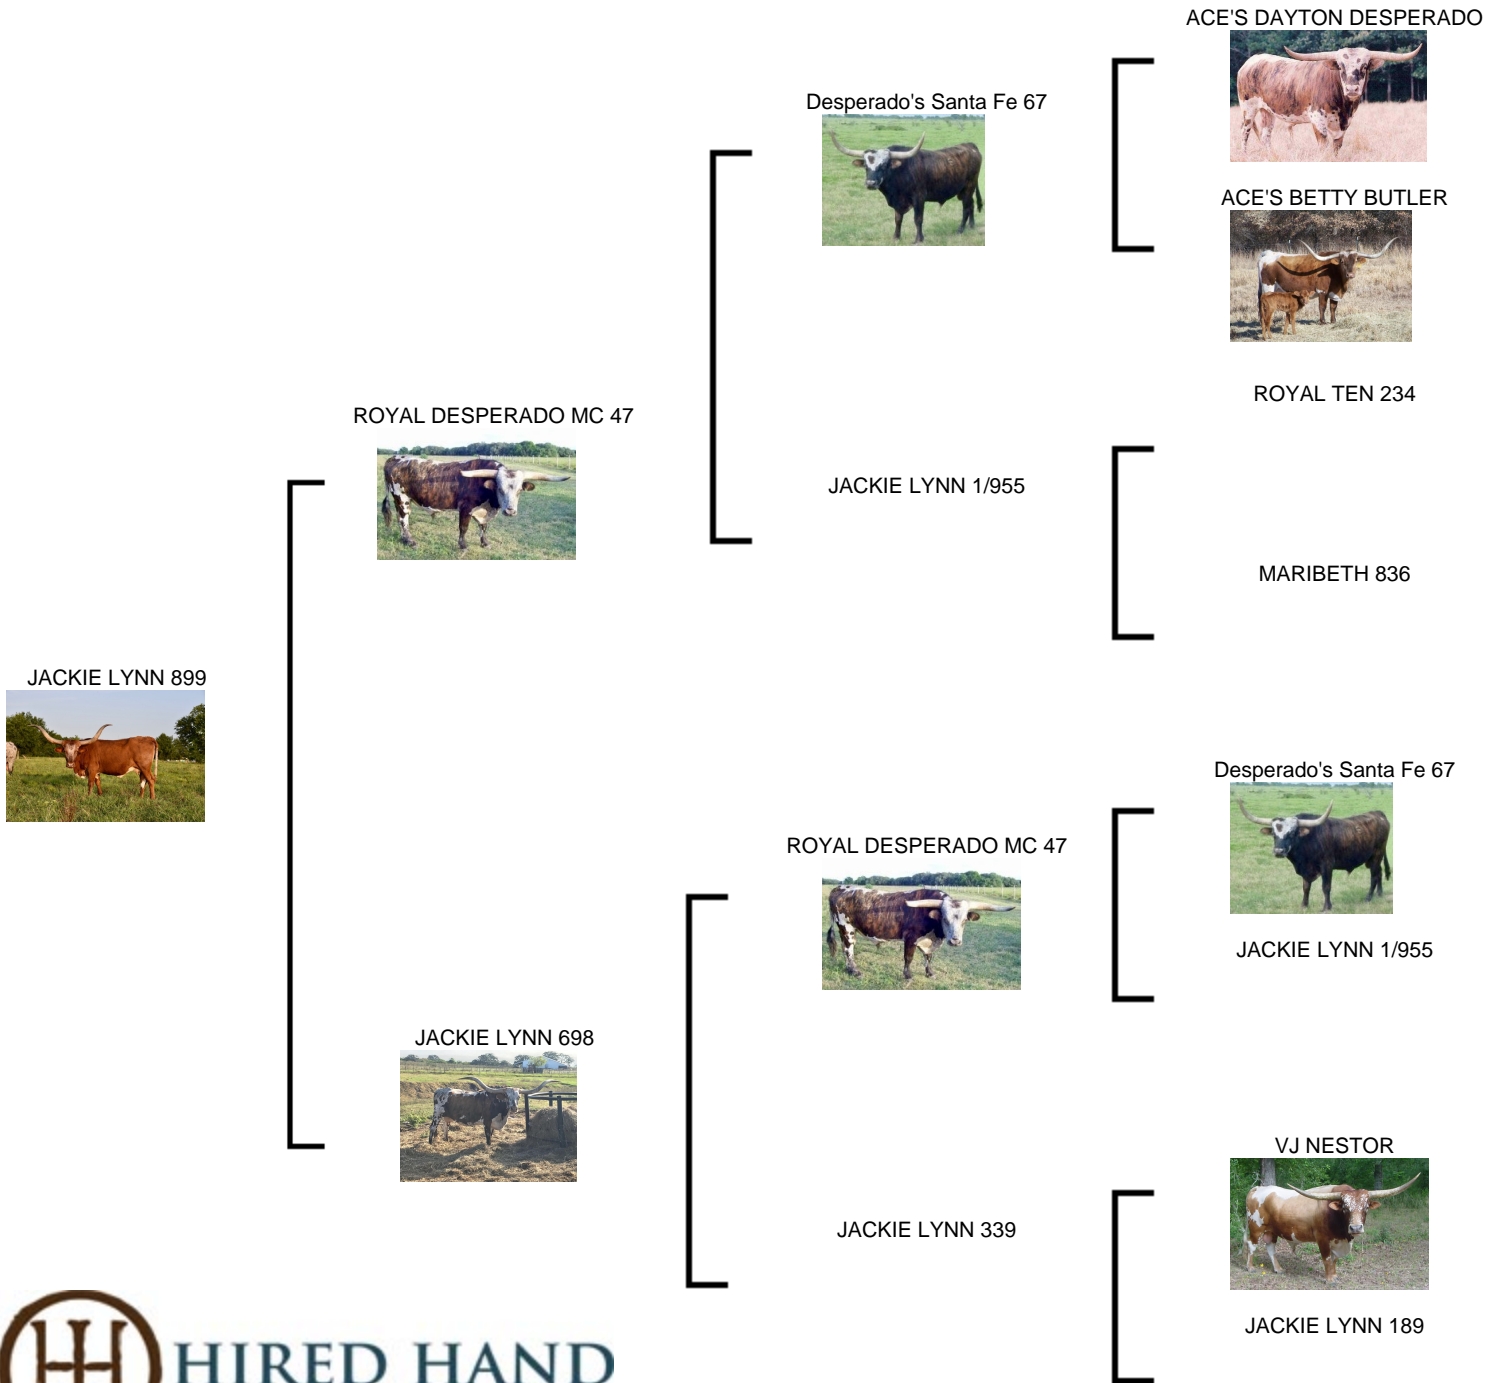 ACE'S DAYTON DESPERADO
Desperado's Santa Fe 67
ACE'S BETTY BUTLER
ROYAL TEN 234
ROYAL DESPERADO MC 47
JACKIE LYNN 1/955
MARIBETH 836
JACKIE LYNN 899
Desperado's Santa Fe 67
ROYAL DESPERADO MC 47
JACKIE LYNN 1/955
JACKIE LYNN 698
VJ NESTOR
JACKIE LYNN 339
JACKIE LYNN 189
HIRED HAND